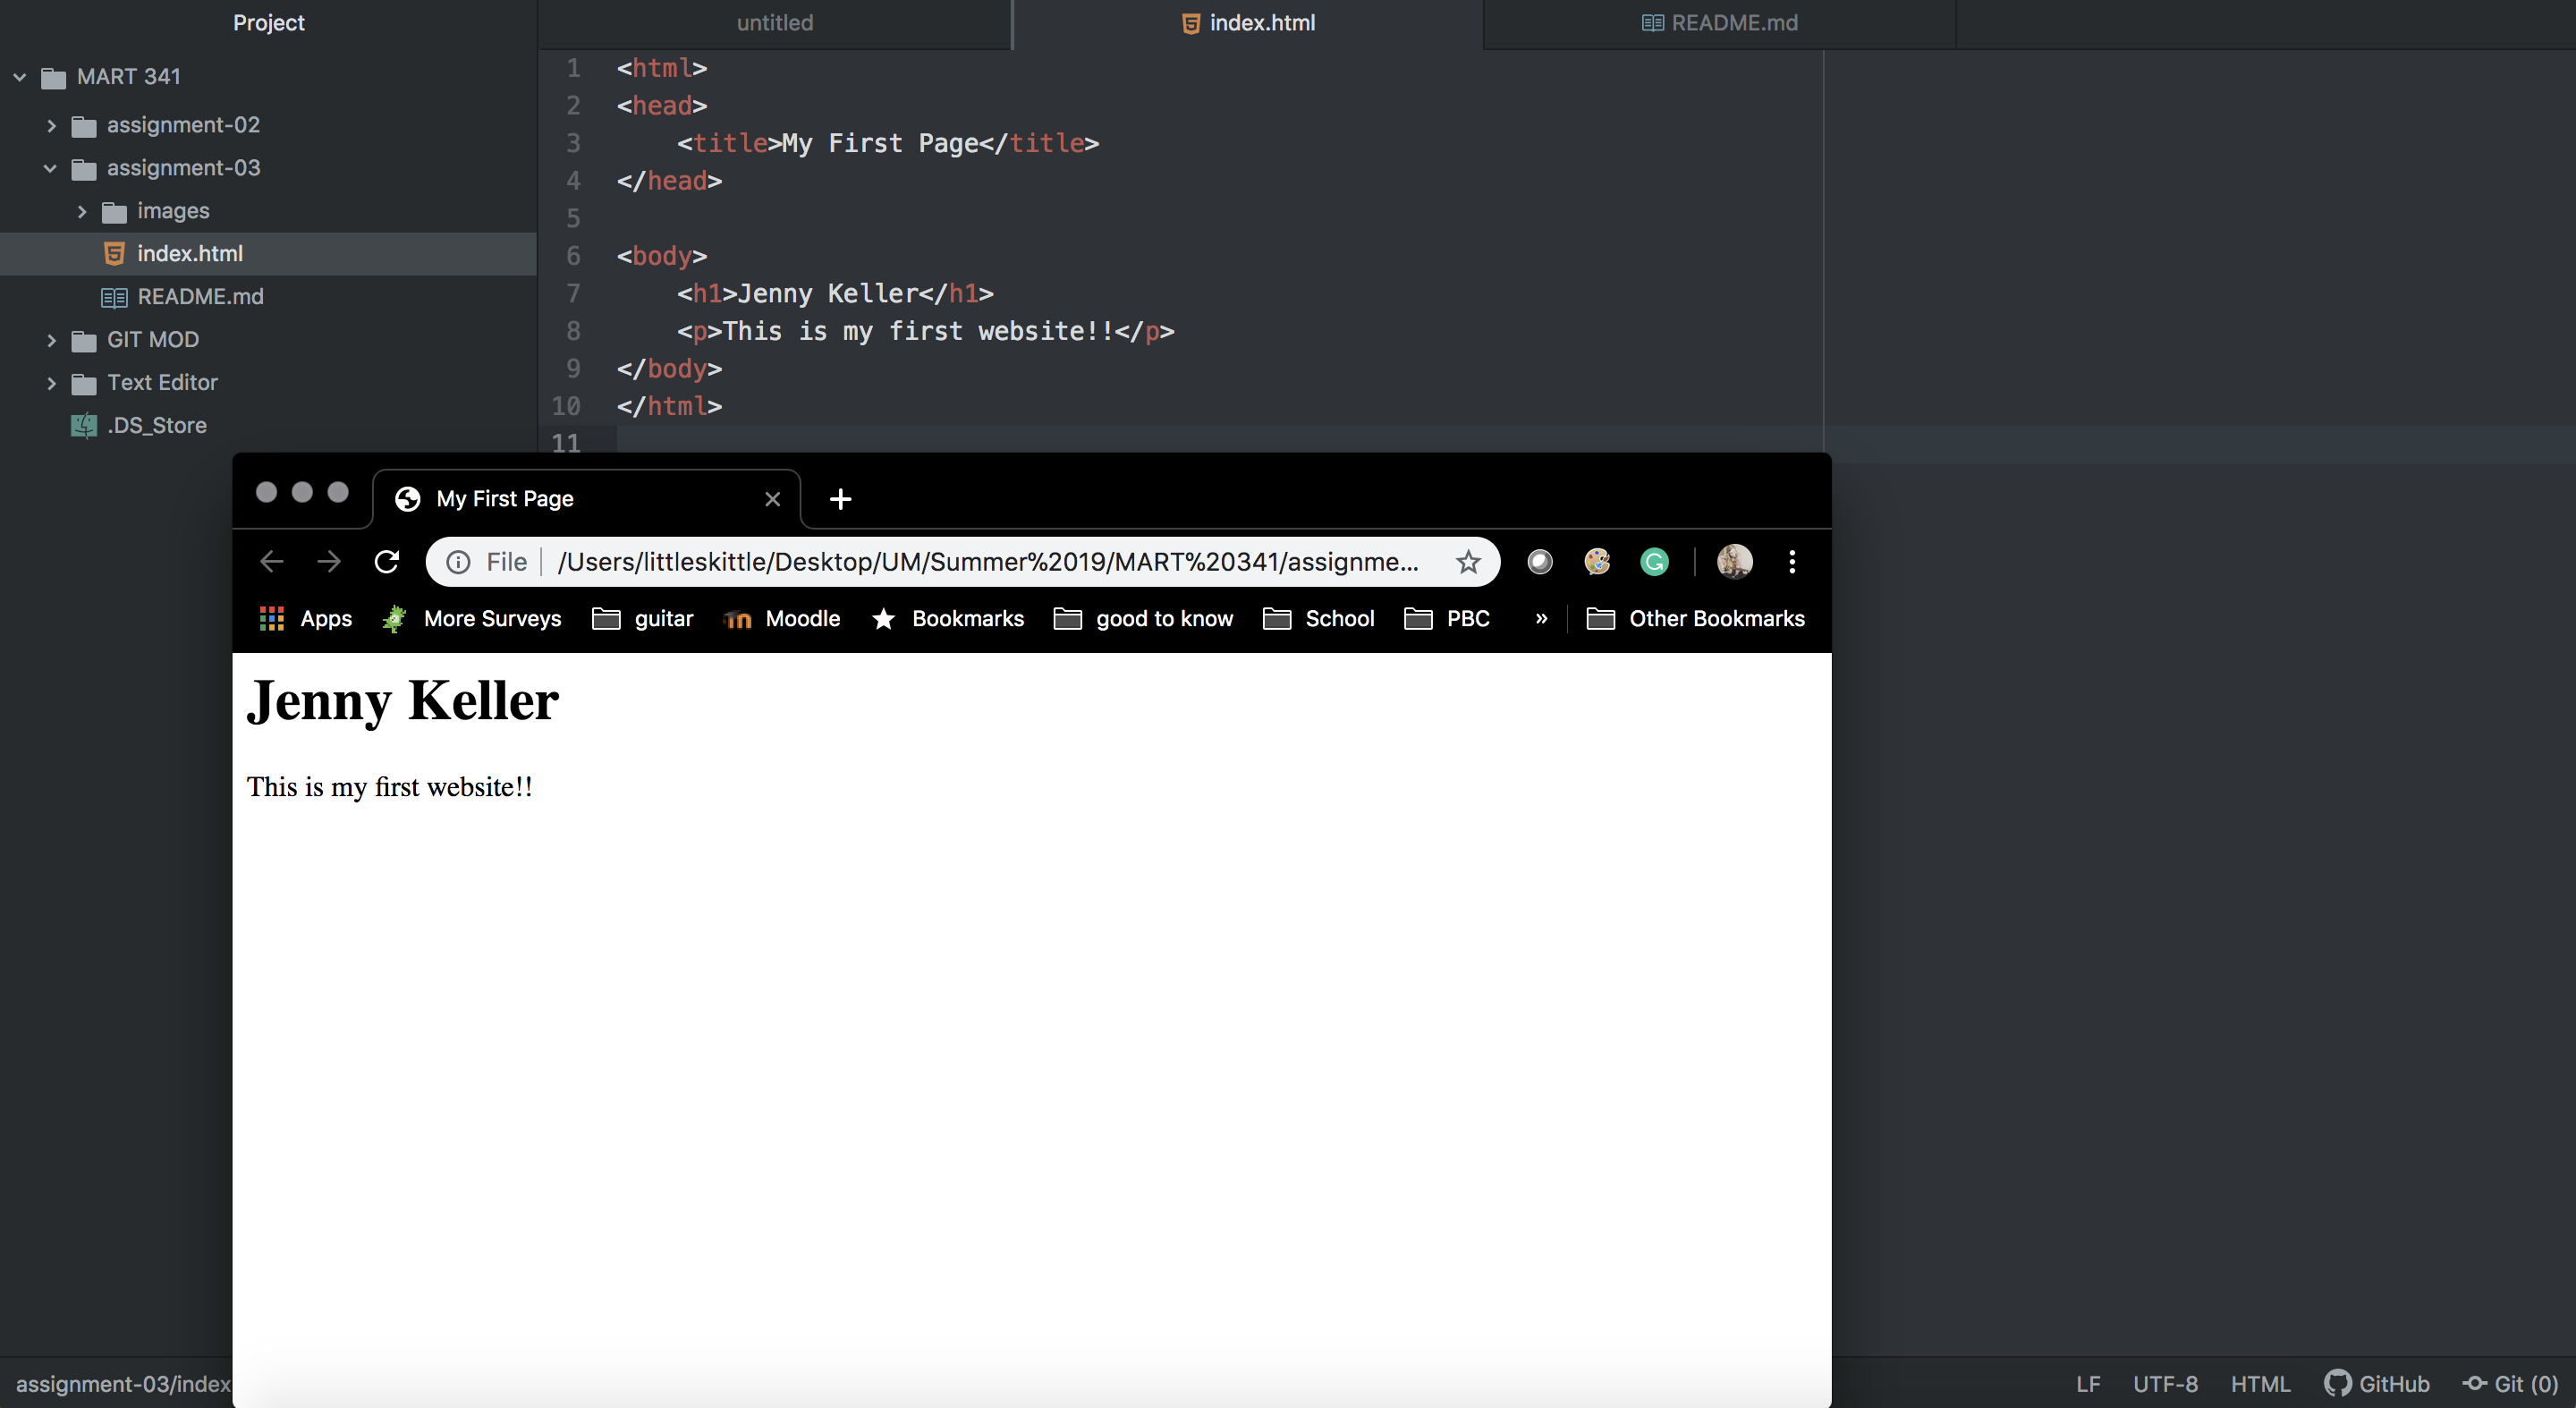 Project
MART 341
assignment-02
assignment-03
images
index.html
README.md
GIT MOD
Text Editor
.DS_Store
untitled
index.html
README.md
1 <html>
2 <head>
3     <title>My First Page</title>
4 </head>
5
6 <body>
7     <h1>Jenny Keller</h1>
8     <p>This is my first website!!</p>
9 </body>
10 </html>
11
My First Page
File /Users/littleskittle/Desktop/UM/Summer%2019/MART%20341/assignme...
Apps More Surveys guitar Moodle Bookmarks good to know School PBC » Other Bookmarks
Jenny Keller
This is my first website!!
assignment-03/index LF UTF-8 HTML GitHub Git (0)